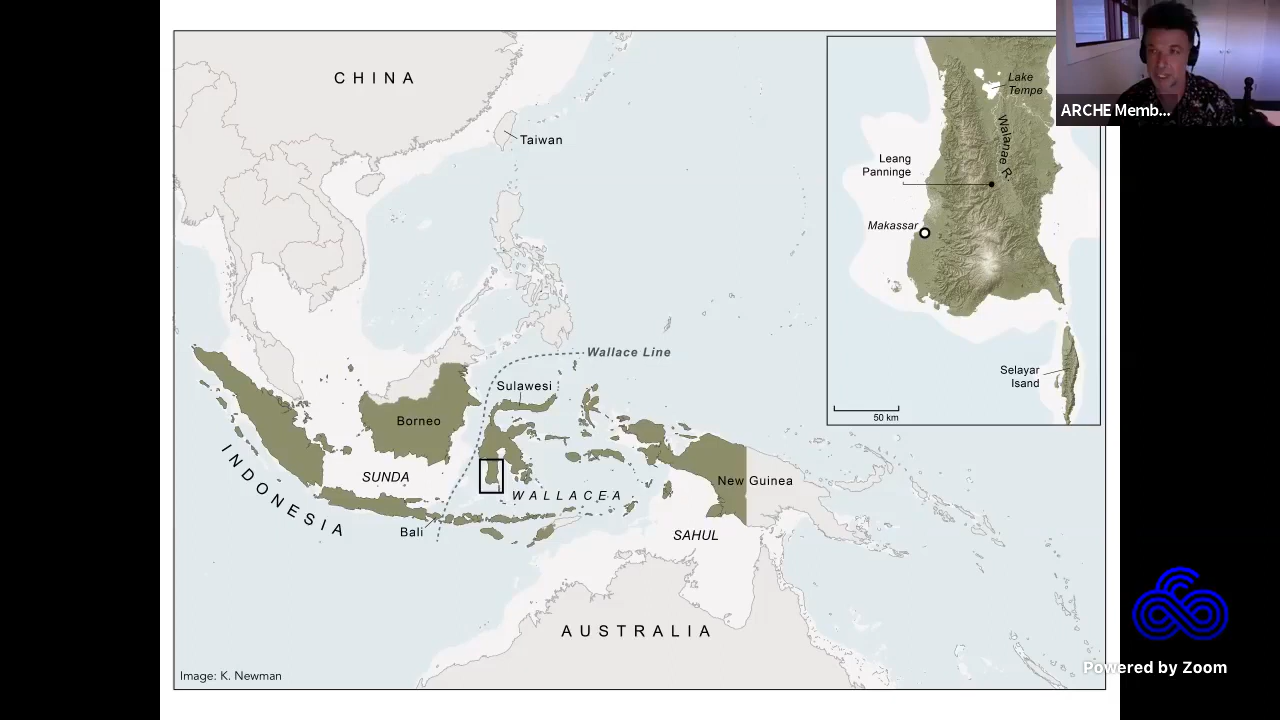 CHINA
Taiwan
Wallace Line
Sulawesi
Borneo
SUNDA
INDONESIA
WALLACEA
Bali
New Guinea
SAHUL
AUSTRALIA
Image: K. Newman
Lake
Tempe
Walanae R.
Leang
Panninge
Makassar
Selayar
Isand
50 km
ARCHE Memb...
Powered by Zoom